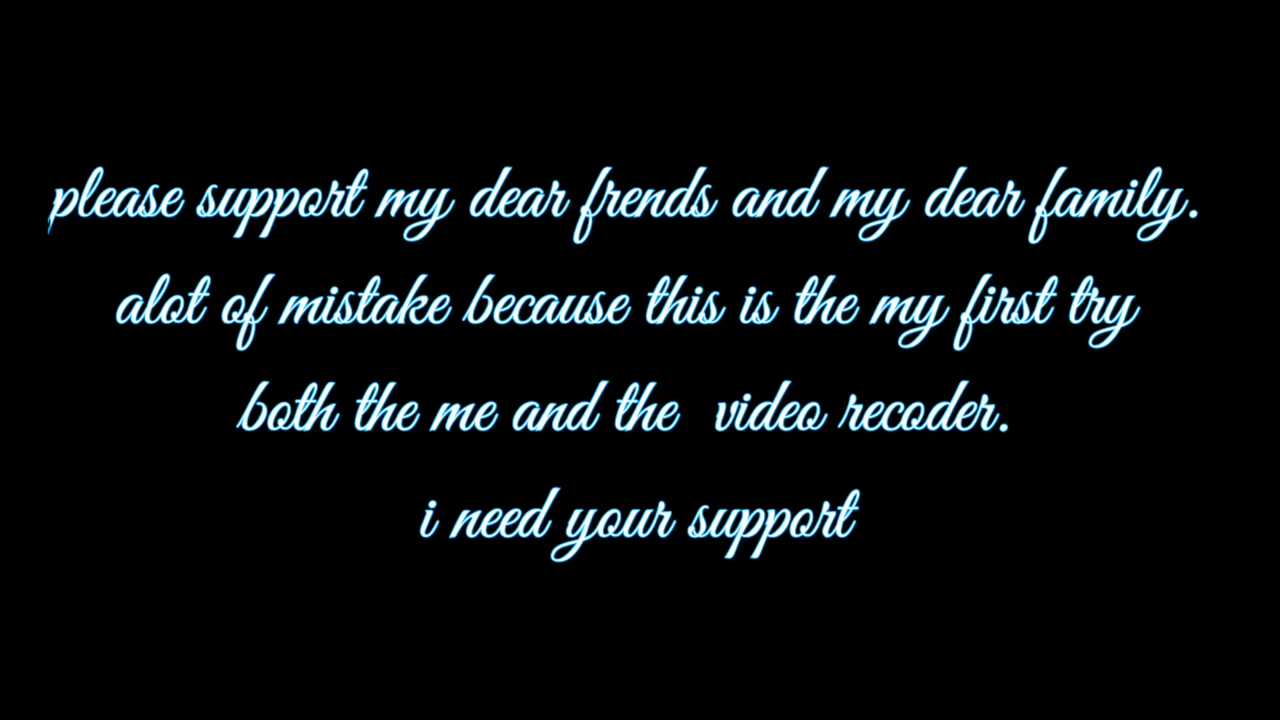 please support my dear frends and my dear family.
alot of mistake because this is the my first try
both the me and the video recoder.
i need your support